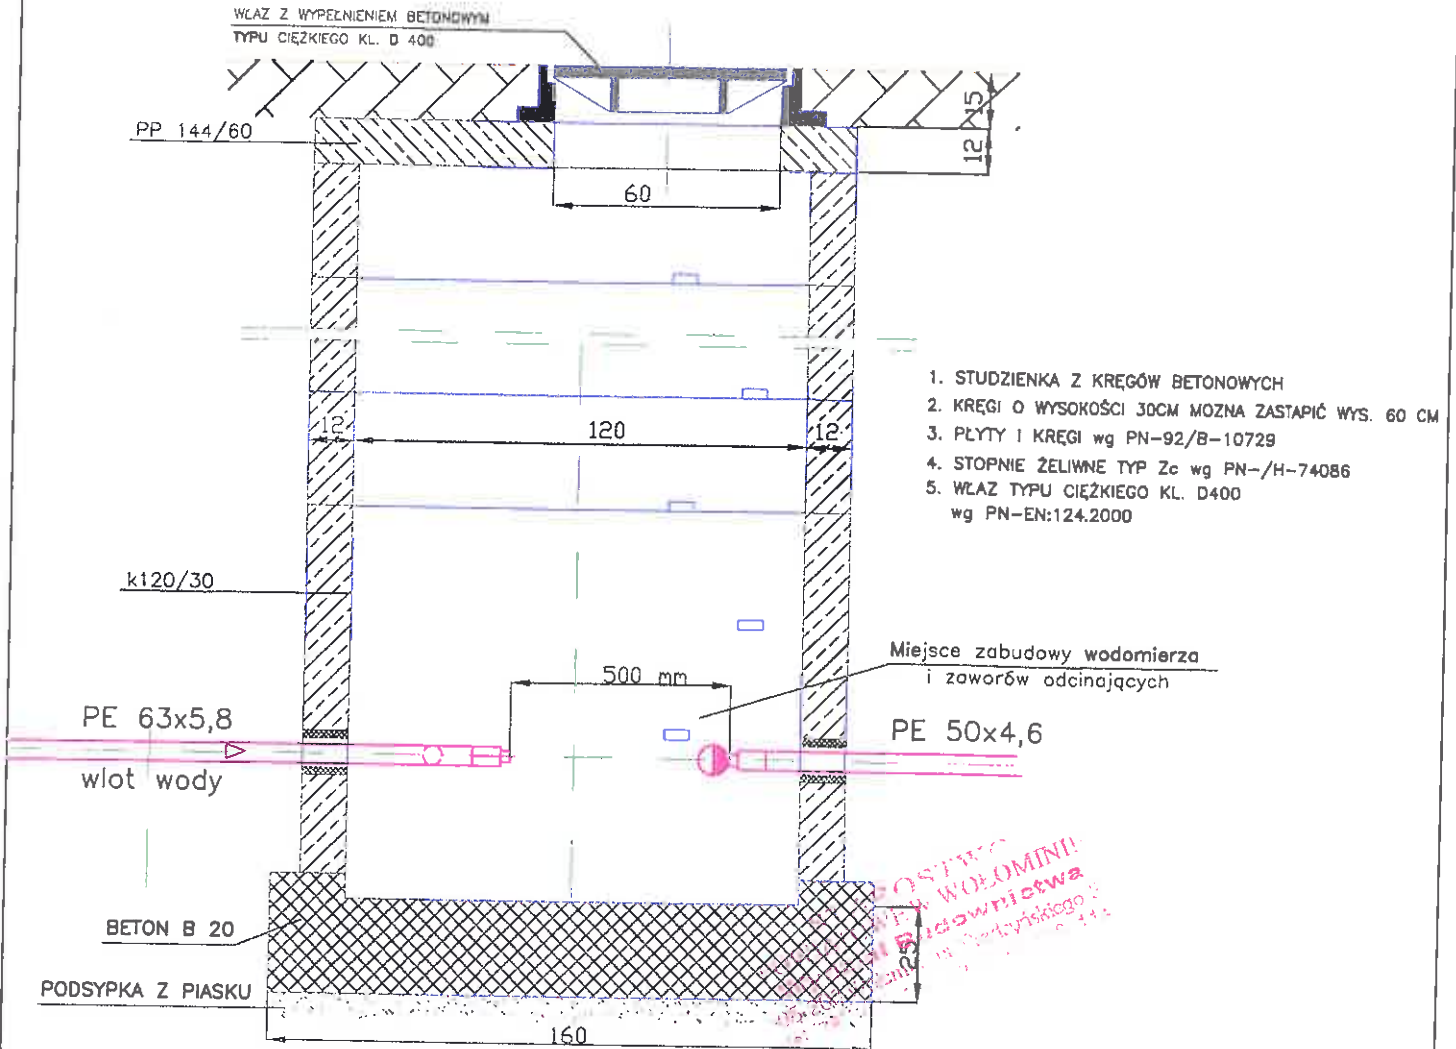 WŁAZ Z WYPEŁNIENIEM BETONOWYM
TYPU CIĘŻKIEGO KL. D 400
PP 144/60
15
12
60
12
120
12
1. STUDZIENKA Z KRĘGÓW BETONOWYCH
2. KRĘGI O WYSOKOŚCI 30CM MOZNA ZASTAPIĆ WYS. 60 CM
3. PŁYTY I KRĘGI wg PN-92/B-10729
4. STOPNIE ŻELIWNE TYP Zc wg PN-/H-74086
5. WŁAZ TYPU CIĘŻKIEGO KL. D400
wg PN-EN:124.2000
k120/30
Miejsce zabudowy wodomierza
i zaworów odcinających
500 mm
PE 63x5,8
wlot wody
PE 50x4,6
W WOŁOMINIE
Budownictwa
BETON B 20
25
PODSYPKA Z PIASKU
160